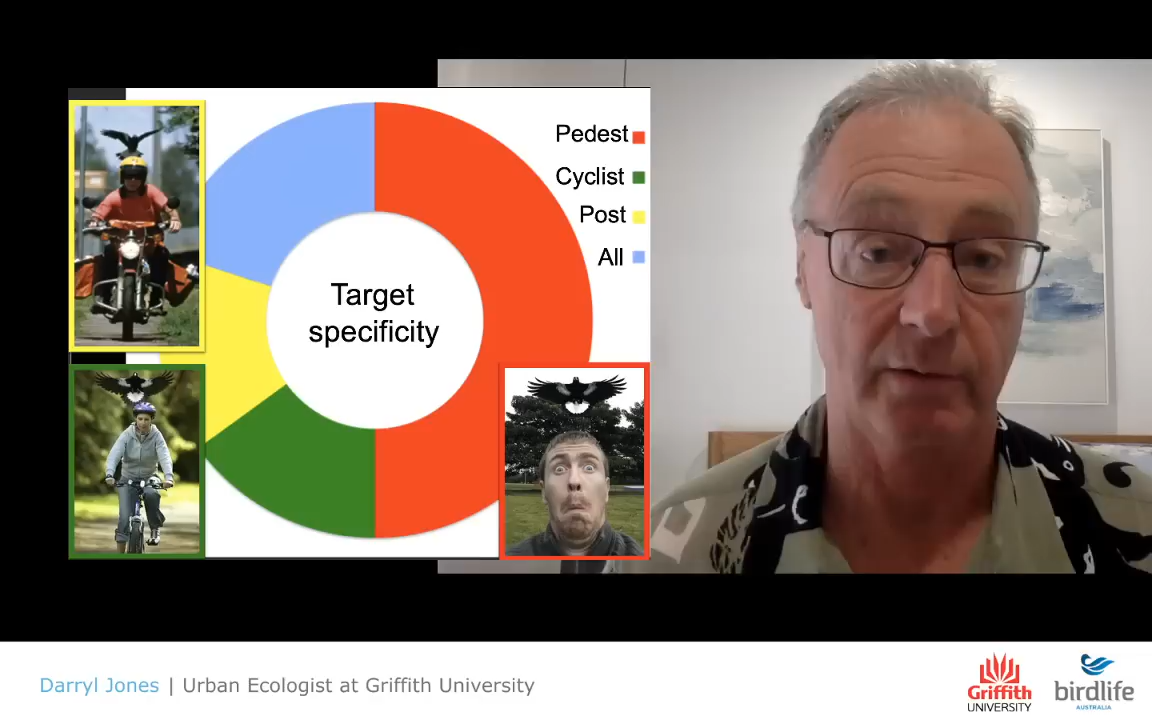 Pedest
Cyclist
Post
All
Target
specificity
Darryl Jones | Urban Ecologist at Griffith University
Griffith
UNIVERSITY
birdlife
AUSTRALIA